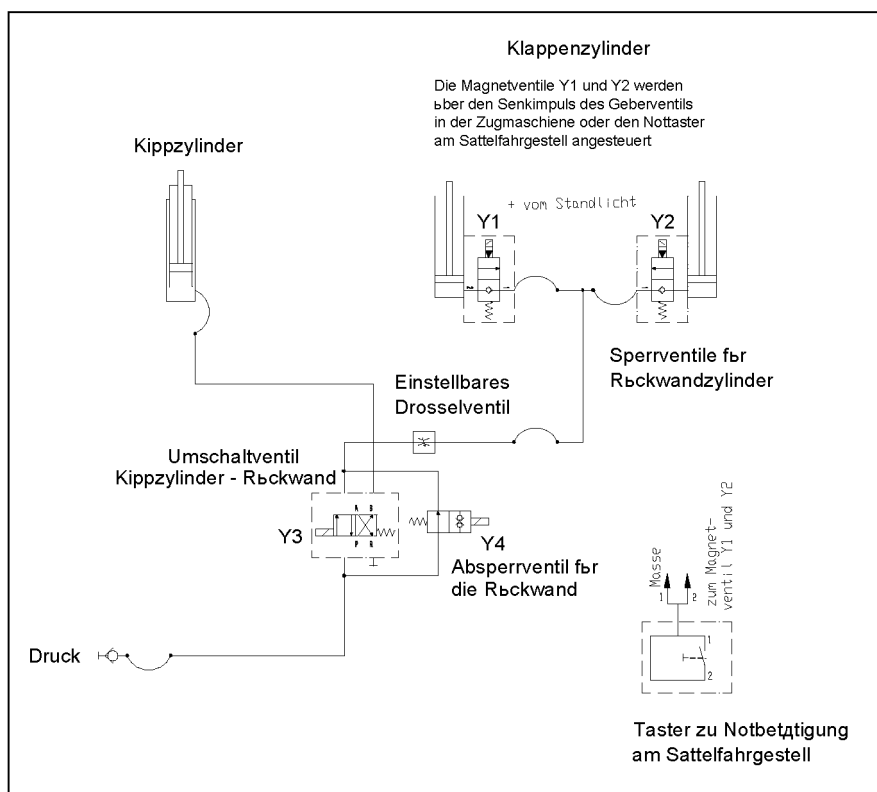 Klappenzylinder
Die Magnetventile Y1 und Y2 werden
ьber den Senkimpuls des Geberventils
in der Zugmaschiene oder den Nottaster
am Sattelfahrgestell angesteuert
Kippzylinder
+ vom Standlicht
Y1
Y2
Sperrventile fьr
Rьckwandzylinder
Einstellbares
Drosselventil
Umschaltventil
Kippzylinder - Rьckwand
A B
P R
Y3
Y4
Absperrventil fьr
die Rьckwand
Masse
zum Magnet-
ventil Y1 und Y2
1 2
1
2
Druck
Taster zu Notbetдtigung
am Sattelfahrgestell